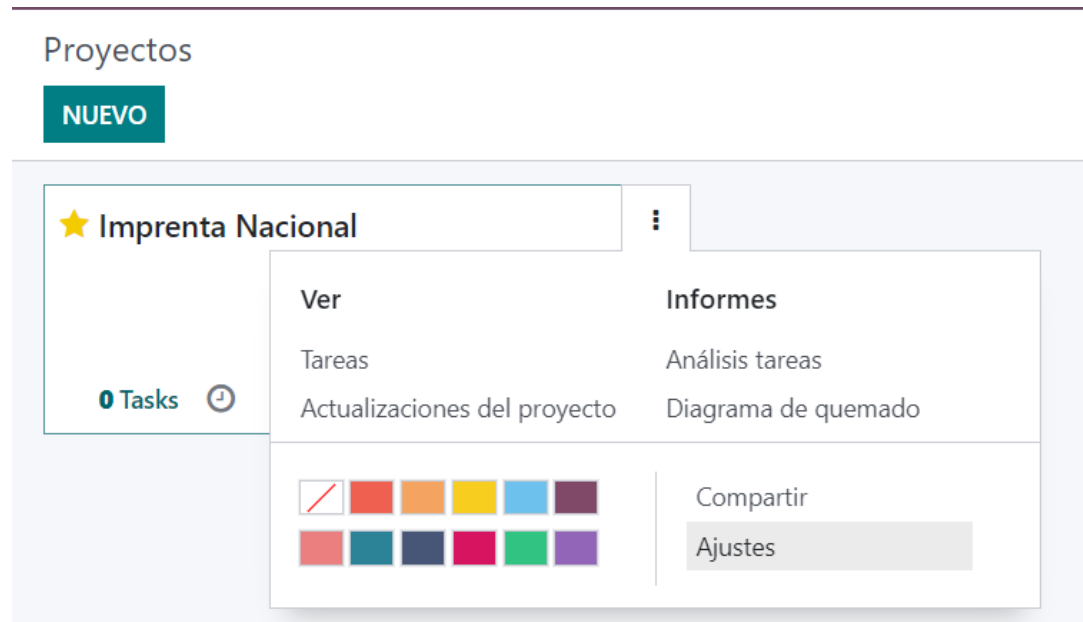 Proyectos
NUEVO
Imprenta Nacional
Ver
Informes
Tareas
Análisis tareas
0 Tasks
Actualizaciones del proyecto
Diagrama de quemado
Compartir
Ajustes